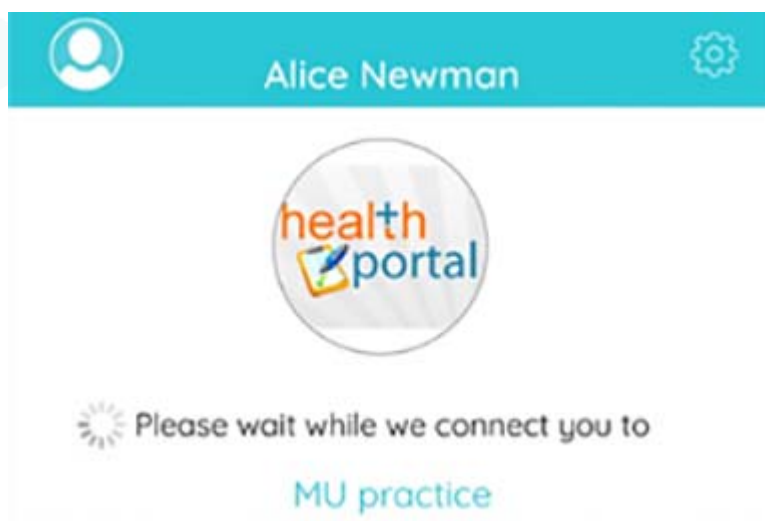 Alice Newman
health
portal
Please wait while we connect you to
MU practice